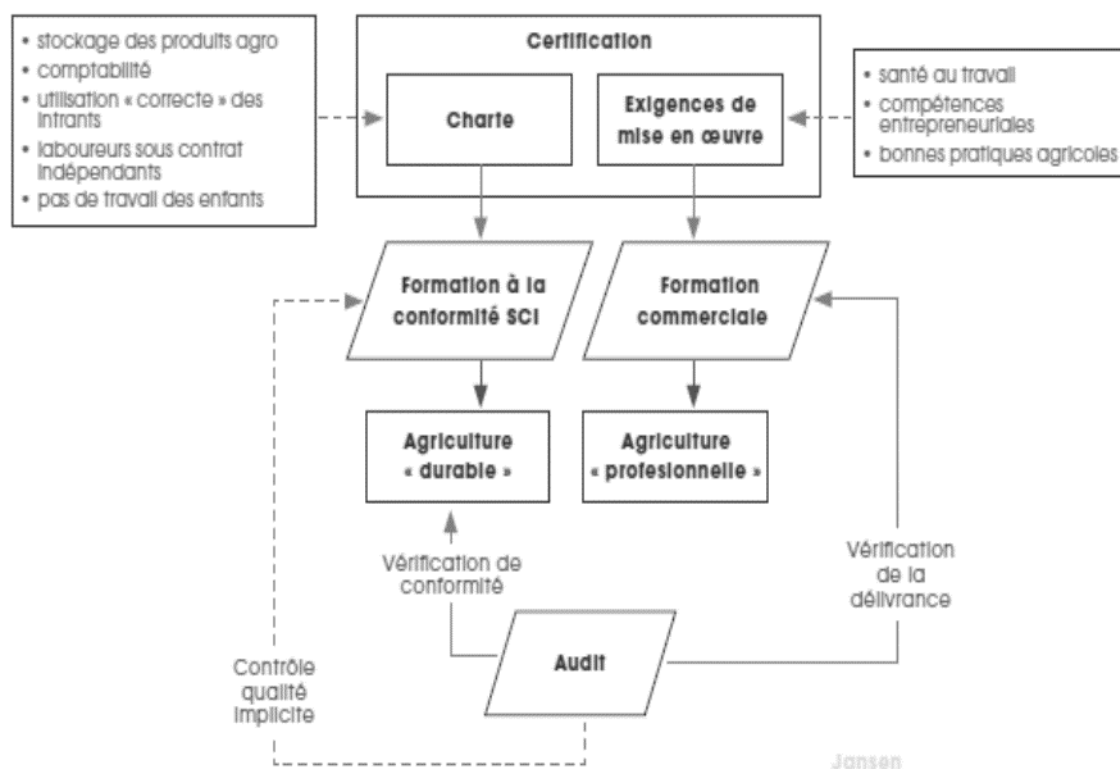 • stockage des produits agro
• comptabilité
• utilisation « correcte » des
intrants
• laboureurs sous contrat
indépendants
• pas de travail des enfants
Certification
Charte
Exigences de
mise en œuvre
• santé au travail
• compétences
entrepreneuriales
• bonnes pratiques agricoles
Formation à la
conformité SCI
Formation
commerciale
Agriculture
« durable »
Agriculture
« profesionnelle »
Vérification de
conformité
Vérification
de la
délivrance
Audit
Contrôle
qualité
implicite
Jansen